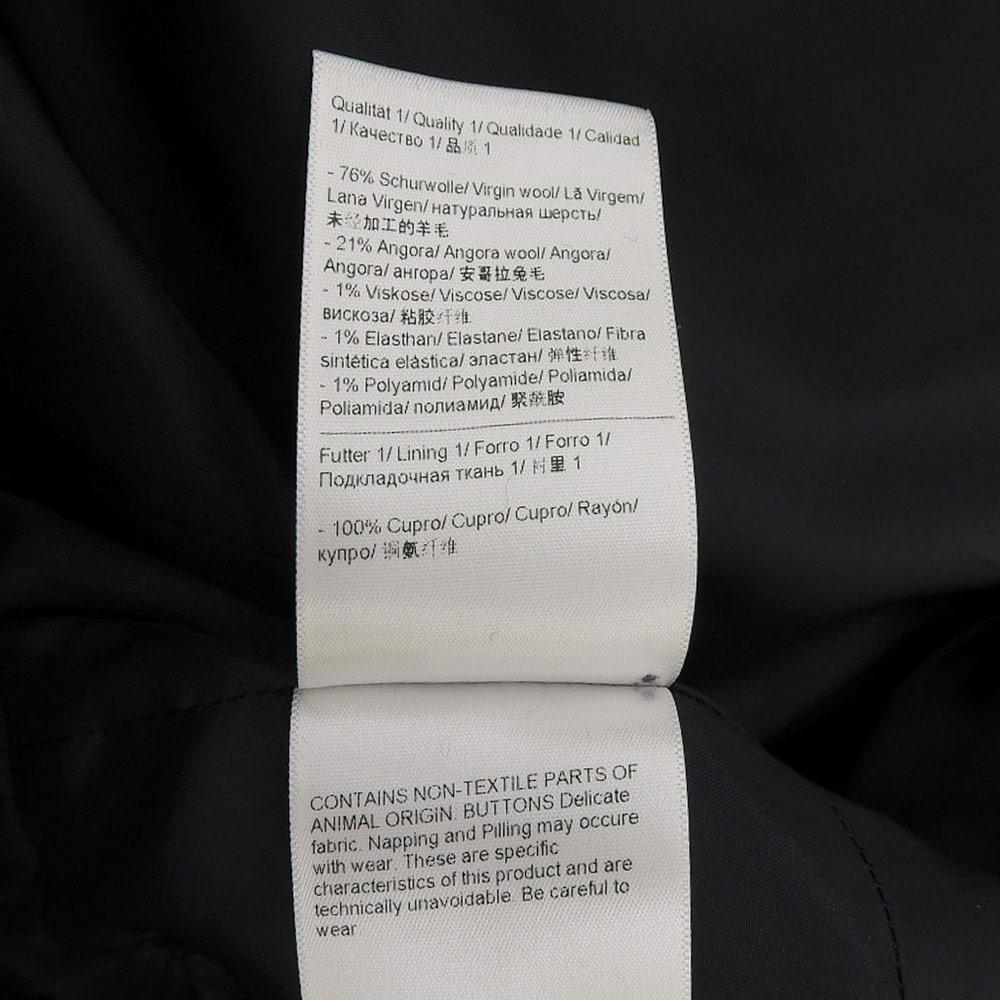 Qualität 1/ Quality 1/ Qualidade 1/ Calidad
1/ Качество 1/ 品质 1
- 76% Schurwolle/ Virgin wool/ Lã Virgem/
Lana Virgen/ натуральная шерсть/
未经加工的羊毛
- 21% Angora/ Angora wool/ Angora/
Angora/ ангора/ 安哥拉兔毛
- 1% Viskose/ Viscose/ Viscose/ Viscosa/
вискоза/ 粘胶纤维
- 1% Elasthan/ Elastane/ Elastano/ Fibra
sintética elástica/ эластан/ 弹性纤维
- 1% Polyamid/ Polyamide/ Poliamida/
Poliamida/ полиамид/ 聚酰胺
Futter 1/ Lining 1/ Forro 1/ Forro 1/
Подкладочная ткань 1/ 衬里 1
- 100% Cupro/ Cupro/ Cupro/ Rayón/
купро/ 铜氨纤维
CONTAINS NON-TEXTILE PARTS OF
ANIMAL ORIGIN. BUTTONS Delicate
fabric. Napping and Pilling may occure
with wear. These are specific
characteristics of this product and are
technically unavoidable. Be careful to
wear